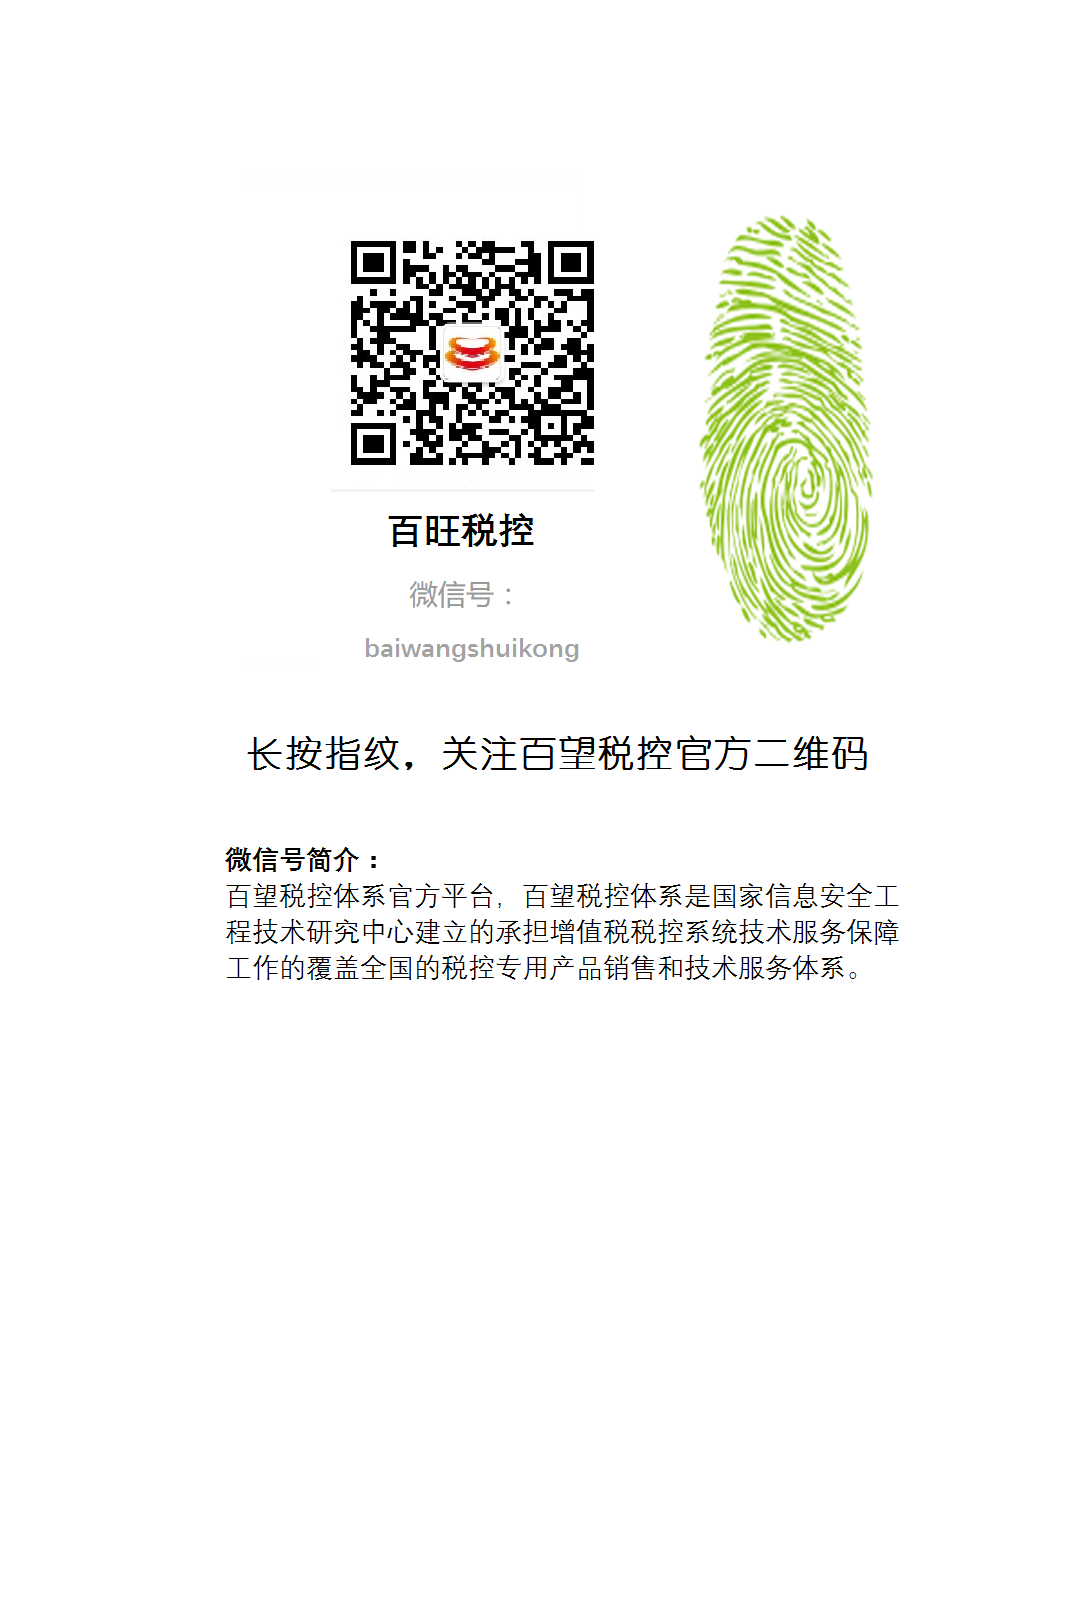 百旺税控
微信号：
baiwangshuikong
长按指纹，关注百望税控官方二维码
微信号简介：
百望税控体系官方平台，百望税控体系是国家信息安全工
程技术研究中心建立的承担增值税税控系统技术服务保障
工作的覆盖全国的税控专用产品销售和技术服务体系。